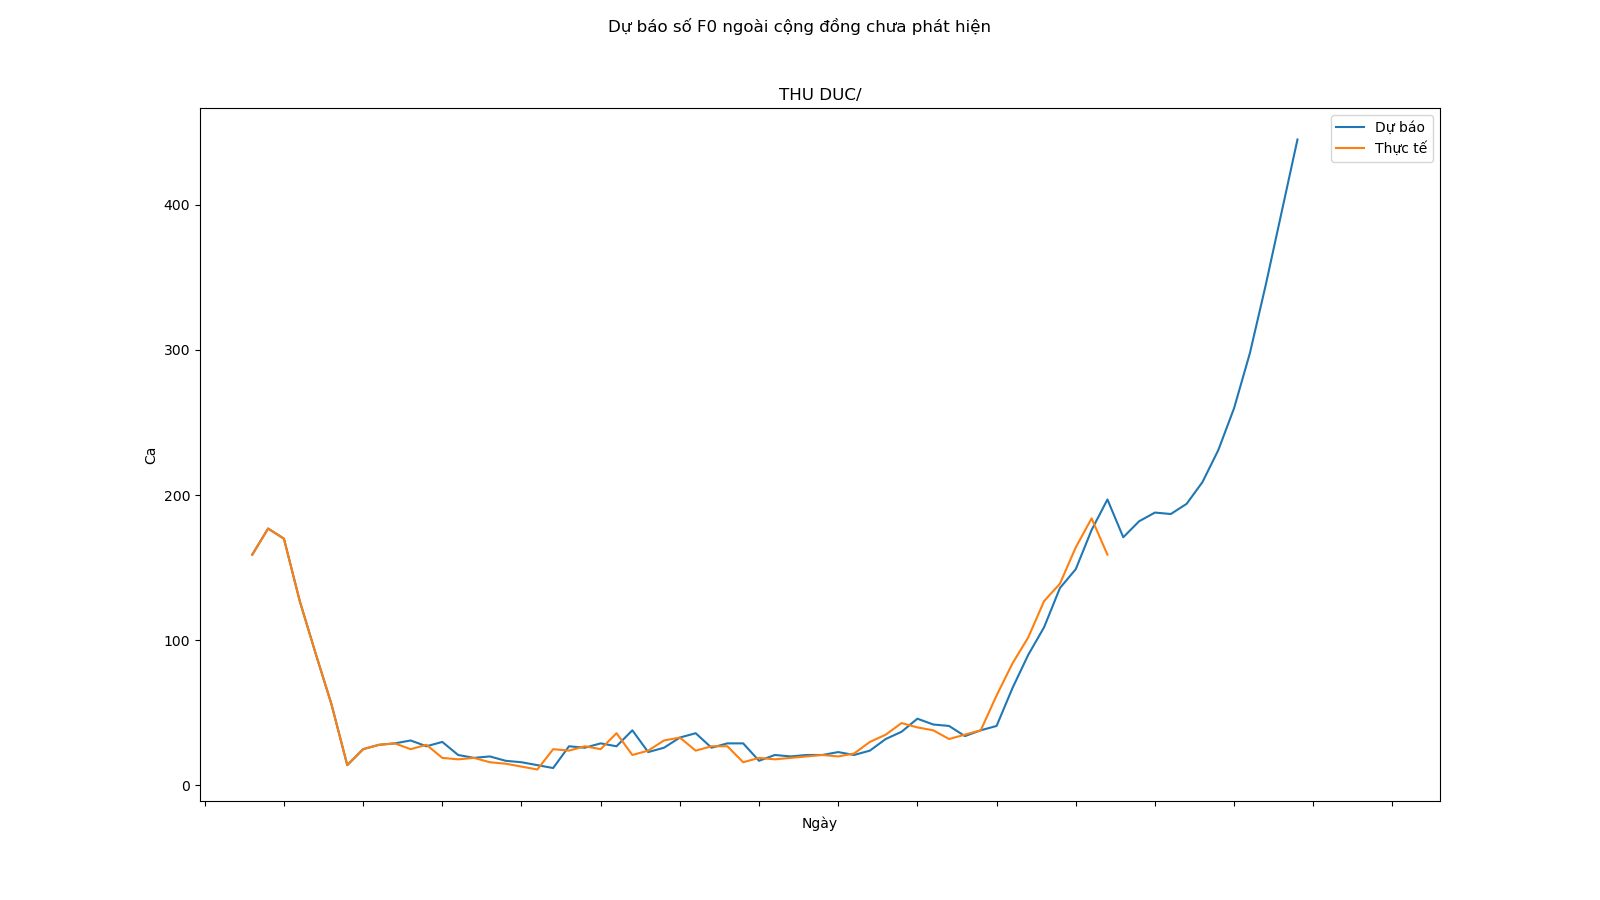 Dự báo số F0 ngoài cộng đồng chưa phát hiện
THU DUC/
Dự báo
Thực tế
400
300
200
100
0
Ca
Ngày